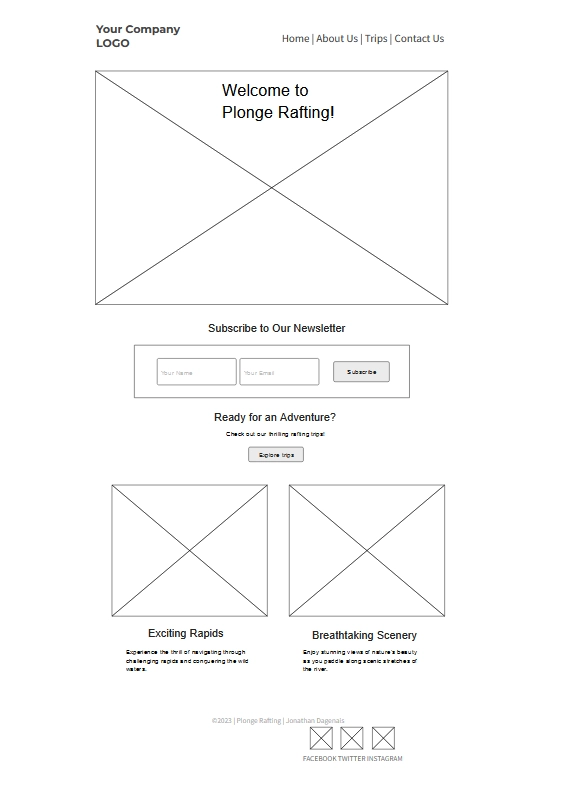 Your Company
LOGO
Home | About Us | Trips | Contact Us
Welcome to
Plonge Rafting!
Subscribe to Our Newsletter
Your Name
Your Email
Subscribe
Ready for an Adventure?
Check out our thrilling rafting trips!
Explore trips
Exciting Rapids
Experience the thrill of navigating through
challenging rapids and conquering the wild
waters.
Breathtaking Scenery
Enjoy stunning views of nature's beauty
as you paddle along scenic stretches of
the river.
©2023 | Plonge Rafting | Jonathan Dagenais
FACEBOOK TWITTER INSTAGRAM